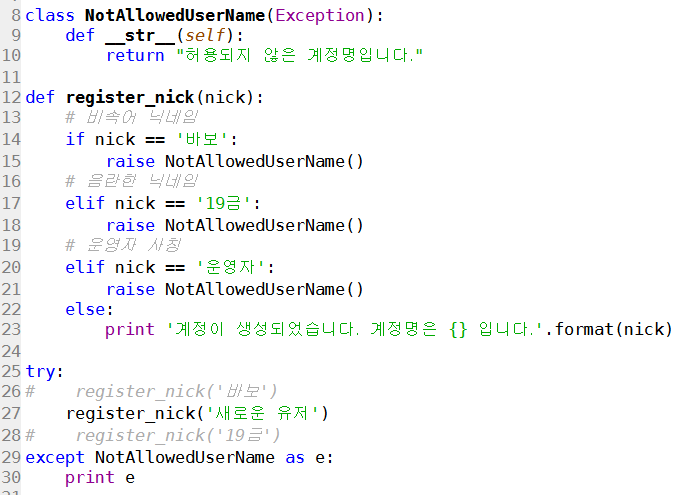 8 class NotAllowedUserName(Exception):
9     def __str__(self):
10         return "허용되지 않은 계정명입니다."
11
12 def register_nick(nick):
13     # 비속어 닉네임
14     if nick == '바보':
15         raise NotAllowedUserName()
16     # 음란한 닉네임
17     elif nick == '19금':
18         raise NotAllowedUserName()
19     # 운영자 사칭
20     elif nick == '운영자':
21         raise NotAllowedUserName()
22     else:
23         print '계정이 생성되었습니다. 계정명은 {} 입니다.'.format(nick)
24
25 try:
26 #    register_nick('바보')
27     register_nick('새로운 유저')
28 #    register_nick('19금')
29 except NotAllowedUserName as e:
30     print e